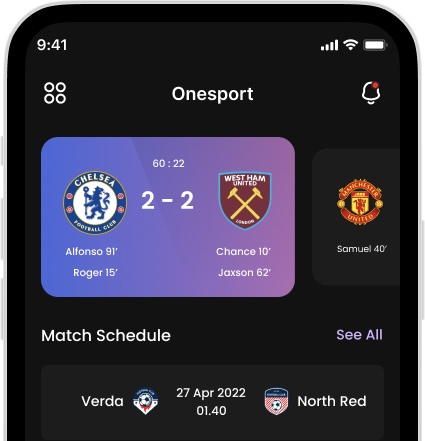 9:41
Onesport
60 : 22
CHELSEA
FOOTBALL CLUB
2 - 2
WEST HAM
UNITED
LONDON
Alfonso 91’
Chance 10’
Roger 15’
Jaxson 62’
MANCHESTER
UNITED
Samuel 40’
Match Schedule
See All
Verda
27 Apr 2022
01.40
North Red